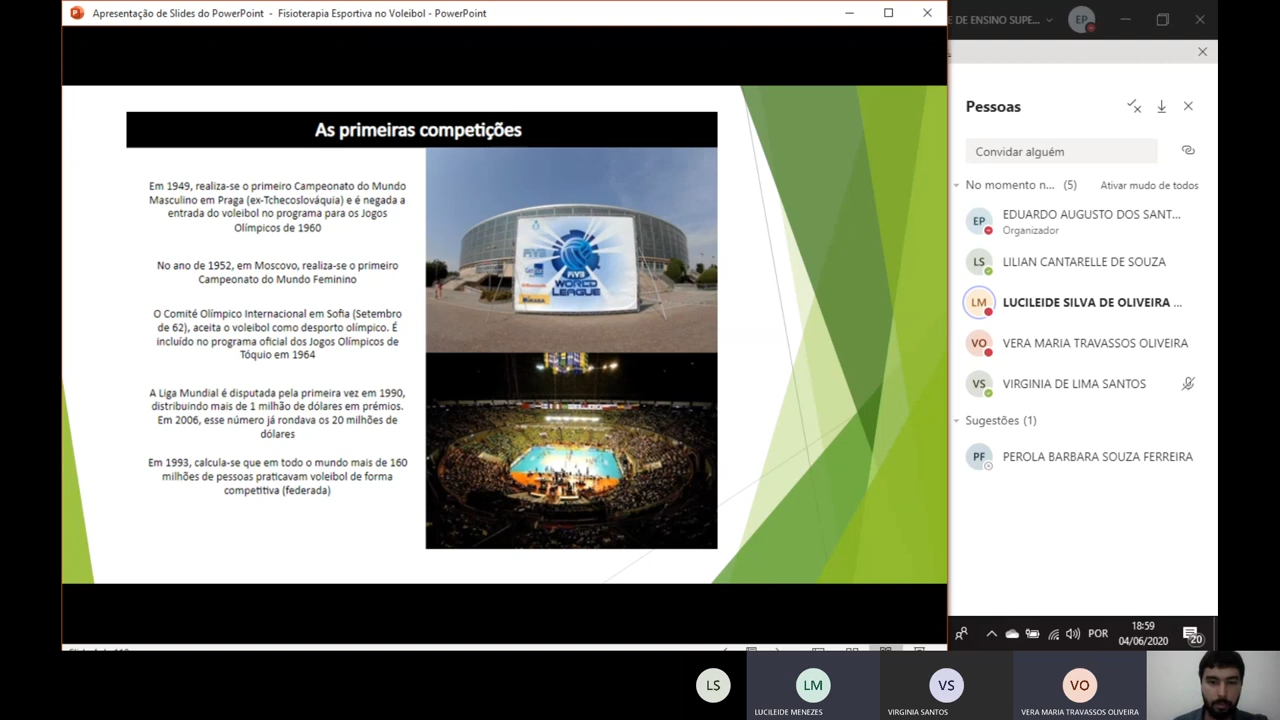 Apresentação de Slides do PowerPoint - Fisioterapia Esportiva no Voleibol - PowerPoint
E DE ENSINO SUPE...
EP
As primeiras competições
Em 1949, realiza-se o primeiro Campeonato do Mundo
Masculino em Praga (ex-Tchecoslováquia) e é negada a
entrada do voleibol no programa para os Jogos
Olímpicos de 1960
No ano de 1952, em Moscovo, realiza-se o primeiro
Campeonato do Mundo Feminino
O Comité Olímpico Internacional em Sofia (Setembro
de 62), aceita o voleibol como desporto olímpico. É
incluído no programa oficial dos Jogos Olímpicos de
Tóquio em 1964
A Liga Mundial é disputada pela primeira vez em 1990,
distribuindo mais de 1 milhão de dólares em prémios.
Em 2006, esse número já rondava os 20 milhões de
dólares
Em 1993, calcula-se que em todo o mundo mais de 160
milhões de pessoas praticavam voleibol de forma
competitiva (federada)
FIVB
FIVB
WORLD
LEAGUE
MIKASA
Pessoas
Convidar alguém
No momento n... (5) Ativar mudo de todos
EP EDUARDO AUGUSTO DOS SANT...
Organizador
LS LILIAN CANTARELLE DE SOUZA
LM LUCILEIDE SILVA DE OLIVEIRA ...
VO VERA MARIA TRAVASSOS OLIVEIRA
VS VIRGINIA DE LIMA SANTOS
Sugestões (1)
PF PEROLA BARBARA SOUZA FERREIRA
POR
18:59
04/06/2020
20
LS
LM
LUCILEIDE MENEZES
VS
VIRGINIA SANTOS
VO
VERA MARIA TRAVASSOS OLIVEIRA